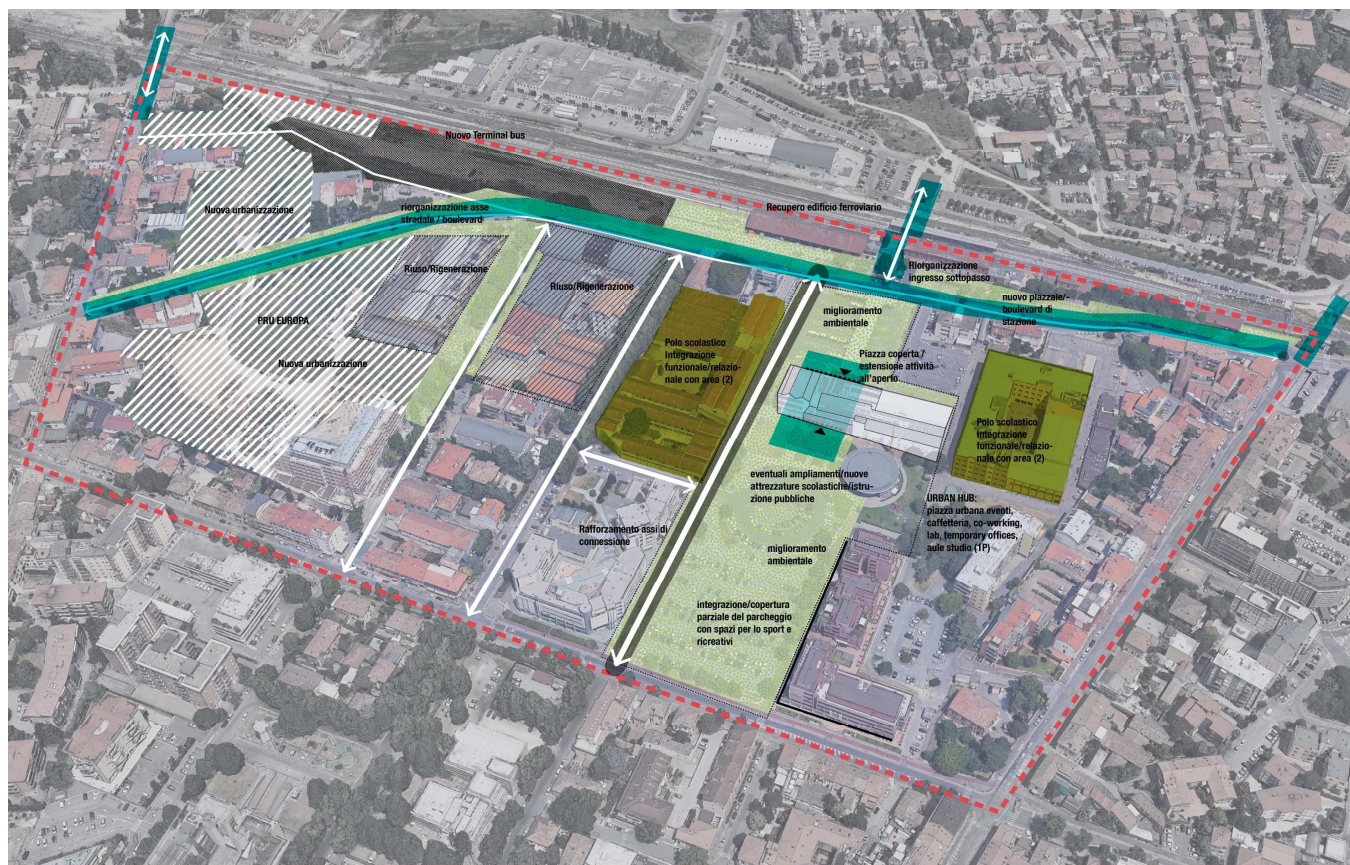 Nuovo Terminal bus
Nuova urbanizzazione
riorganizzazione asse
stradale / boulevard
Recupero edificio ferroviario
Riuso/Rigenerazione
Riuso/Rigenerazione
Riorganizzazione
ingresso sottopasso
nuovo piazzale/-
boulevard di
stazione
PRU EUROPA
miglioramento
ambientale
Nuova urbanizzazione
Polo scolastico
Integrazione
funzionale/relazio-
nale con area (2)
Piazza coperta /
estensione attività
all'aperto
Polo scolastico
Integrazione
funzionale/relazio-
nale con area (2)
eventuali ampliamenti/nuove
attrezzature scolastiche/istru-
zione pubbliche
URBAN HUB:
piazza urbana eventi,
caffetteria, co-working,
lab, temporary offices,
aule studio (1P)
Rafforzamento assi di
connessione
miglioramento
ambientale
integrazione/copertura
parziale del parcheggio
con spazi per lo sport e
ricreativi